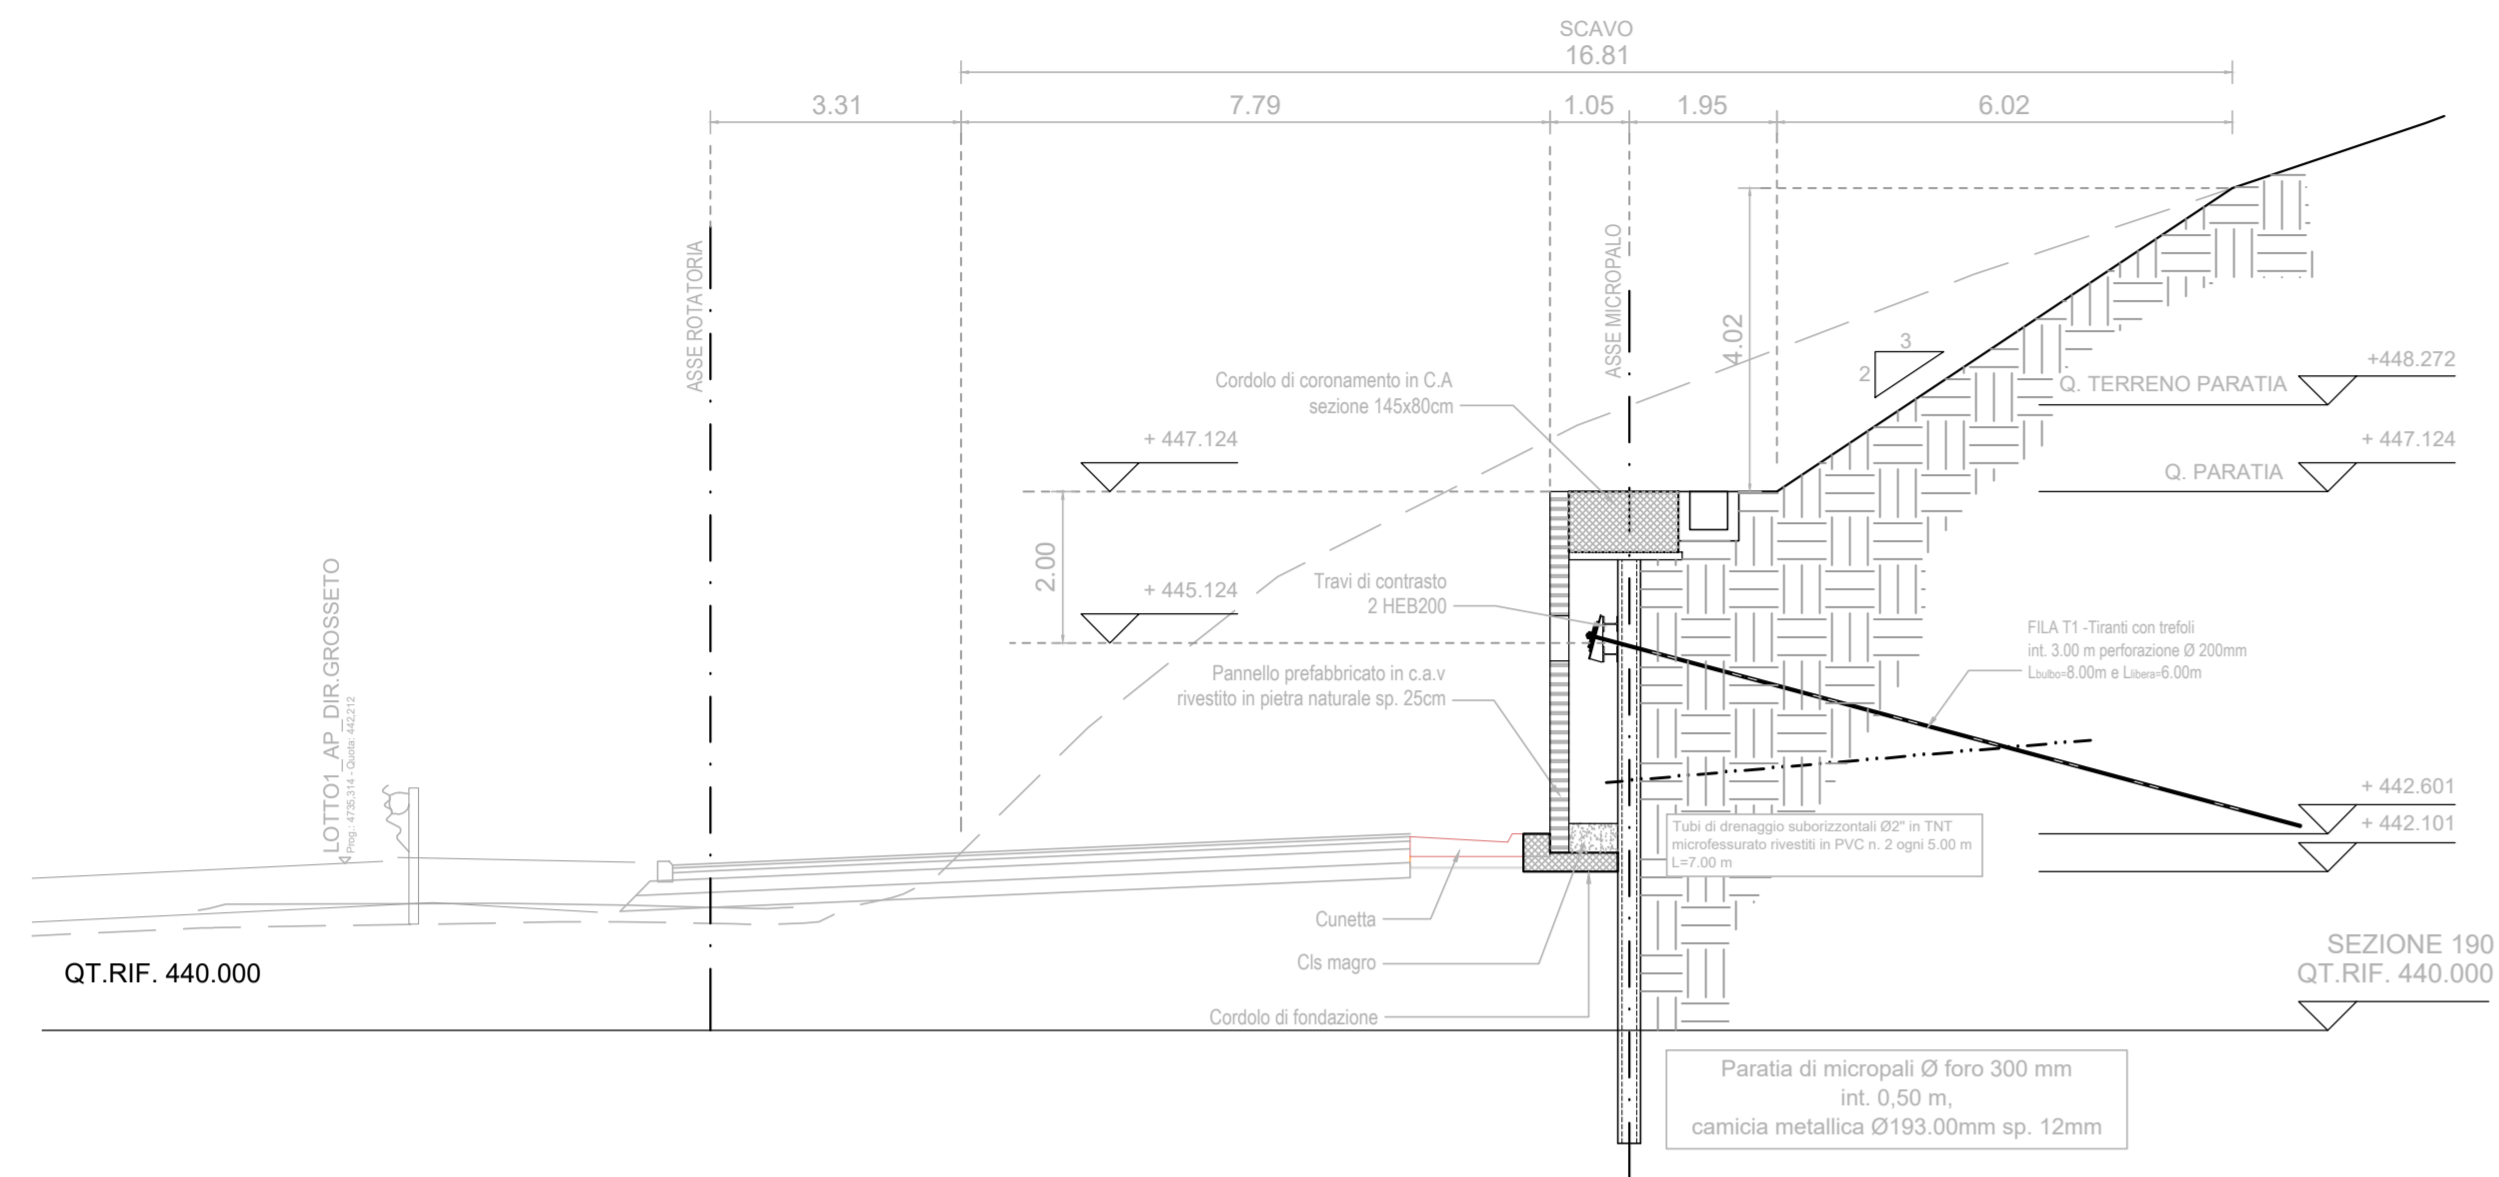 SCAVO
16.81
3.31
7.79
1.05
1.95
6.02
ASSE ROTATORIA
ASSE MICROPALO
4.02
3
2
+448.272
Q. TERRENO PARATIA
+ 447.124
Q. PARATIA
Cordolo di coronamento in C.A
sezione 145x80cm
+ 447.124
2.00
+ 445.124
Travi di contrasto
2 HEB200
Pannello prefabbricato in c.a.v
rivestito in pietra naturale sp. 25cm
FILA T1 -Tiranti con trefoli
int. 3.00 m perforazione Ø 200mm
Lbulbo=8.00m e Llibera=6.00m
LOTTO1_AP_DIR.GROSSETO
Prog.: 4735,314 - Quota: 442,212
+ 442.601
+ 442.101
Tubi di drenaggio suborizzontali Ø2" in TNT
microfessurato rivestiti in PVC n. 2 ogni 5.00 m
L=7.00 m
Cunetta
Cls magro
Cordolo di fondazione
QT.RIF. 440.000
SEZIONE 190
QT.RIF. 440.000
Paratia di micropali Ø foro 300 mm
int. 0,50 m,
camicia metallica Ø193.00mm sp. 12mm